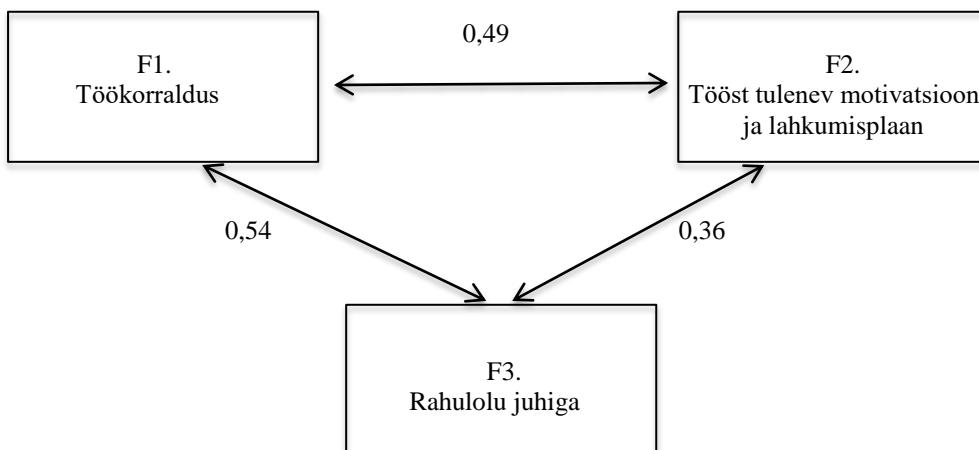 0,49
F1.
Töökorraldus
F2.
Tööst tulenev motivatsioon
ja lahkumisplaan
0,54
0,36
F3.
Rahulolu juhiga